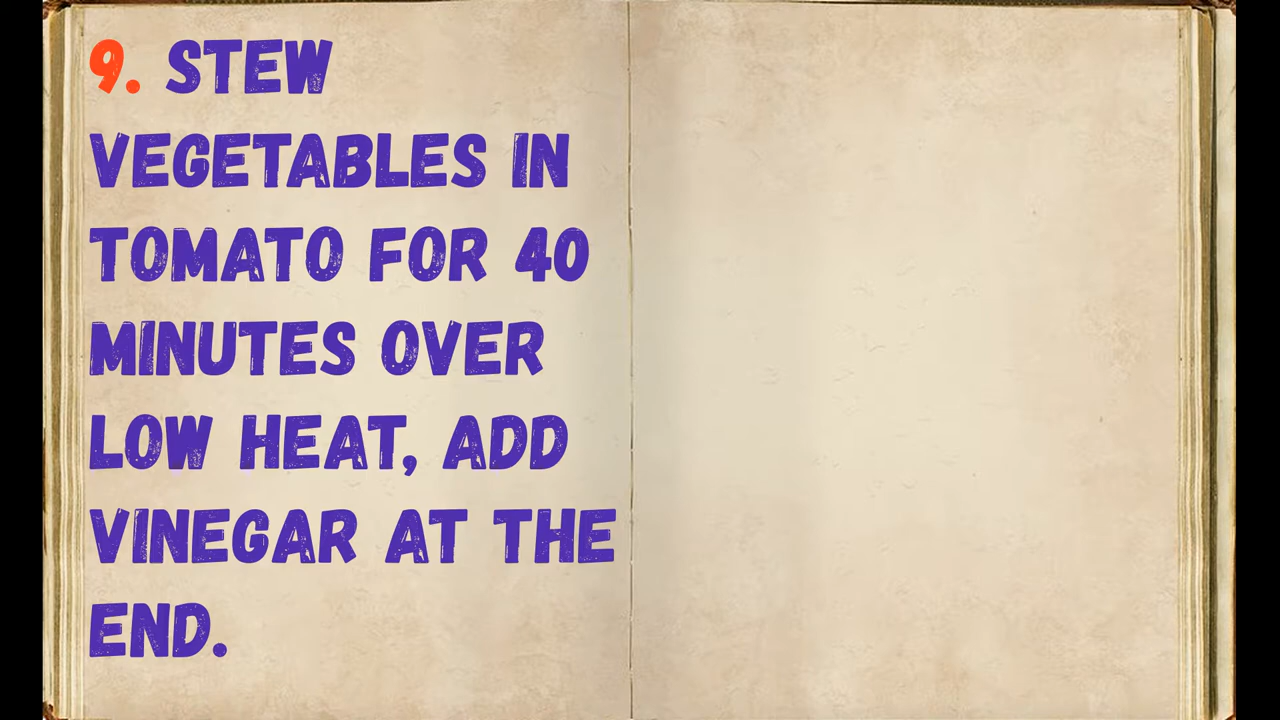 9. STEW
VEGETABLES IN
TOMATO FOR 40
MINUTES OVER
LOW HEAT, ADD
VINEGAR AT THE
END.